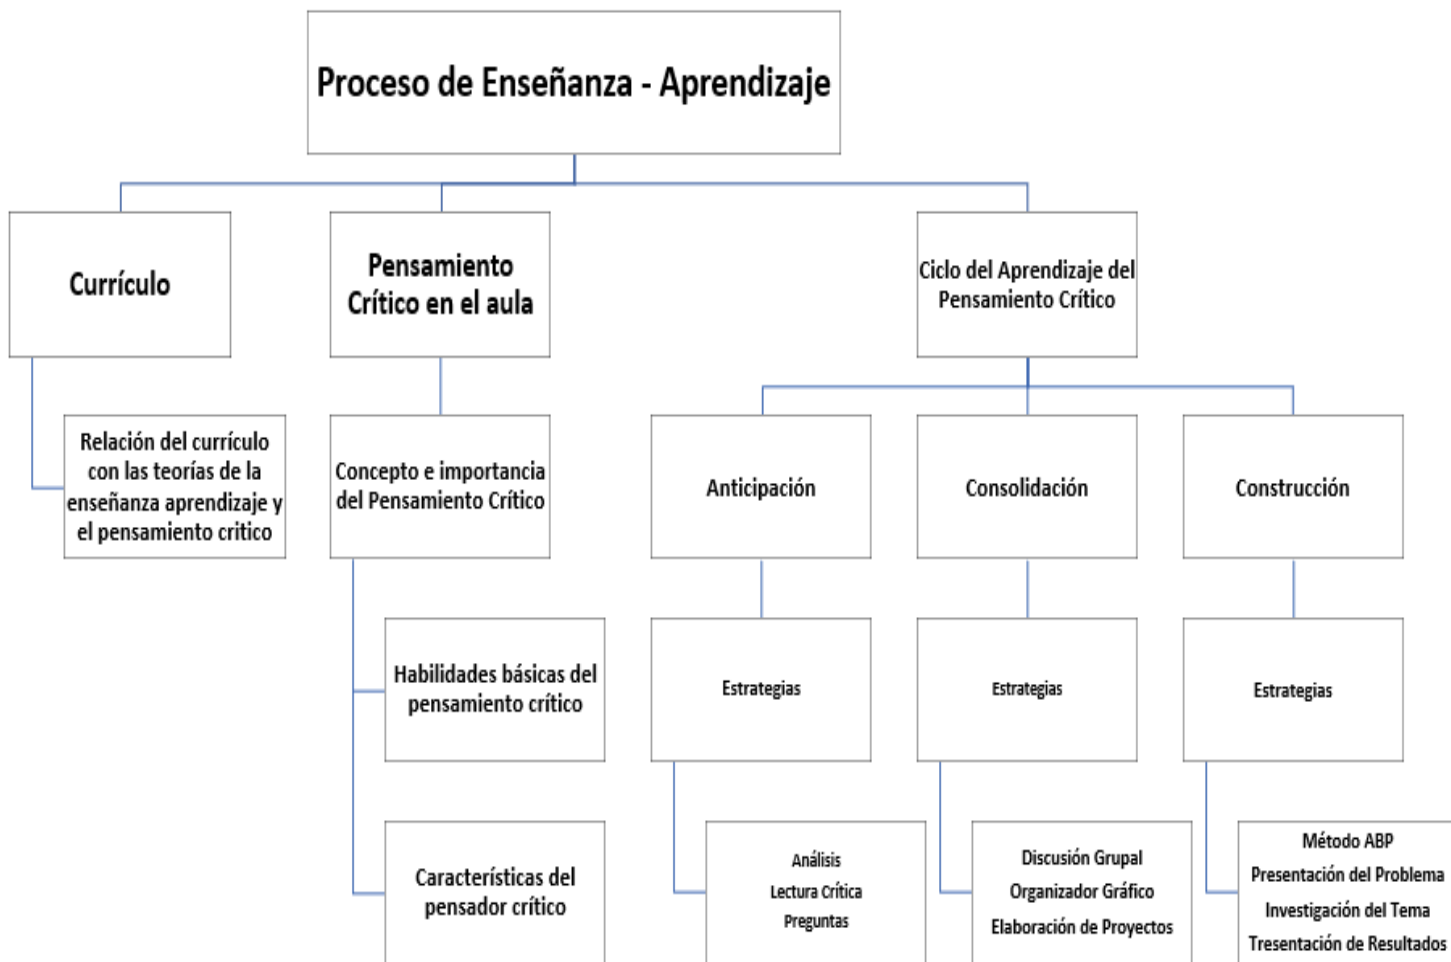 Proceso de Enseñanza - Aprendizaje
Currículo
Pensamiento
Crítico en el aula
Ciclo del Aprendizaje del
Pensamiento Crítico
Relación del currículo
con las teorías de la
enseñanza aprendizaje y
el pensamiento critico
Concepto e importancia
del Pensamiento Crítico
Anticipación
Consolidación
Construcción
Habilidades básicas del
pensamiento crítico
Estrategias
Estrategias
Estrategias
Características del
pensador crítico
Análisis
Lectura Crítica
Preguntas
Discusión Grupal
Organizador Gráfico
Elaboración de Proyectos
Método ABP
Presentación del Problema
Investigación del Tema
Tresentación de Resultados